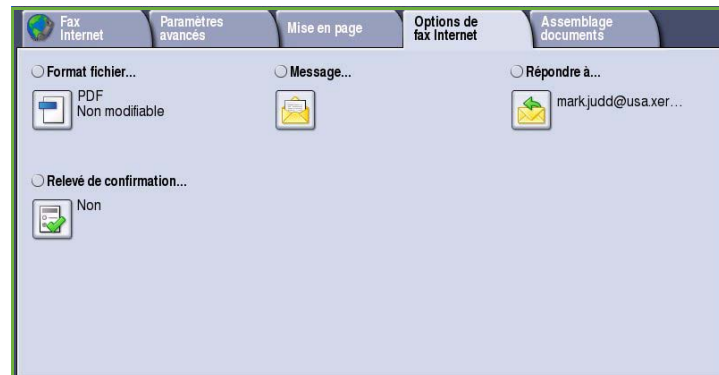 Fax
Internet
Paramètres
avancés
Mise en page
Options de
fax Internet
Assemblage
documents
Format fichier...
PDF
Non modifiable
Message...
Répondre à...
mark.judd@usa.xer...
Relevé de confirmation...
Non